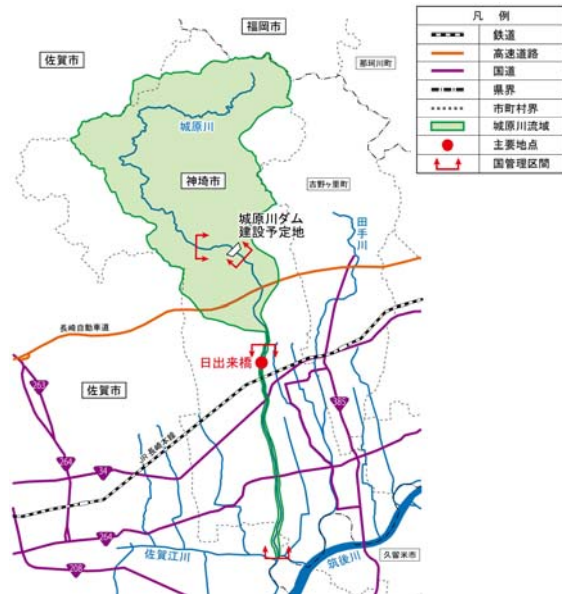 福岡市
佐賀市
那珂川町
城原川
神埼市
吉野ヶ里町
城原川ダム
建設予定地
田手川
長崎自動車道
日出来橋
佐賀市
263
385
JR長崎本線
264
34
264
佐賀江川
筑後川
久留米市
208
凡 例
鉄道
高速道路
国道
県界
市町村界
城原川流域
主要地点
国管理区間